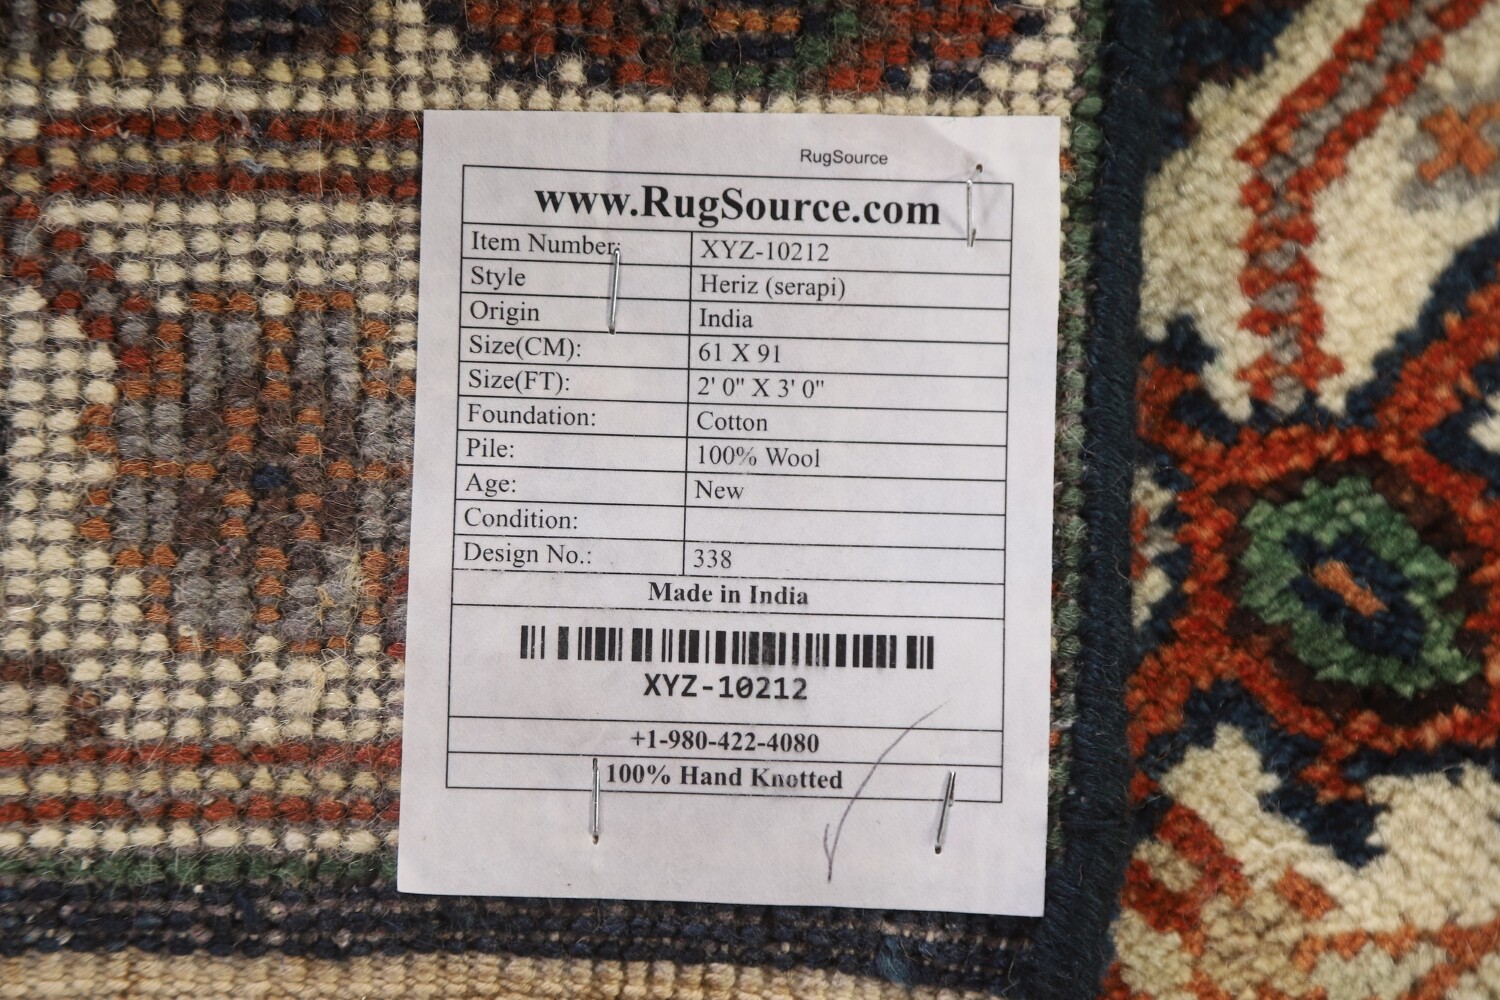 RugSource
www.RugSource.com
Item Number: XYZ-10212
Style Heriz (serapi)
Origin India
Size(CM): 61 X 91
Size(FT): 2' 0" X 3' 0"
Foundation: Cotton
Pile: 100% Wool
Age: New
Condition:
Design No.: 338
Made in India
XYZ-10212
+1-980-422-4080
100% Hand Knotted